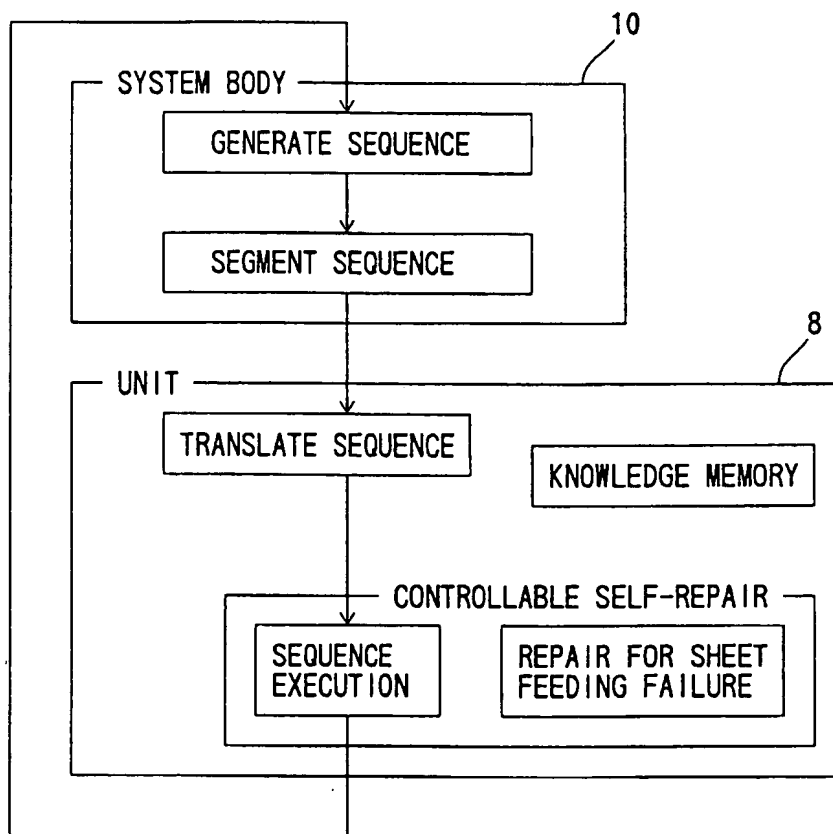 10
SYSTEM BODY
GENERATE SEQUENCE
SEGMENT SEQUENCE
8
UNIT
TRANSLATE SEQUENCE
KNOWLEDGE MEMORY
CONTROLLABLE SELF-REPAIR
SEQUENCE
EXECUTION
REPAIR FOR SHEET
FEEDING FAILURE